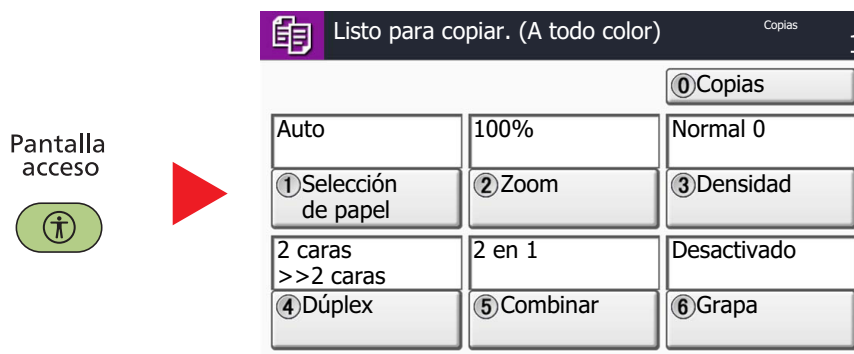 Pantalla
acceso
Listo para copiar. (A todo color)
Copias
0 Copias
Auto
100%
Normal 0
1 Selección
de papel
2 Zoom
3 Densidad
2 caras
>>2 caras
2 en 1
Desactivado
4 Dúplex
5 Combinar
6 Grapa